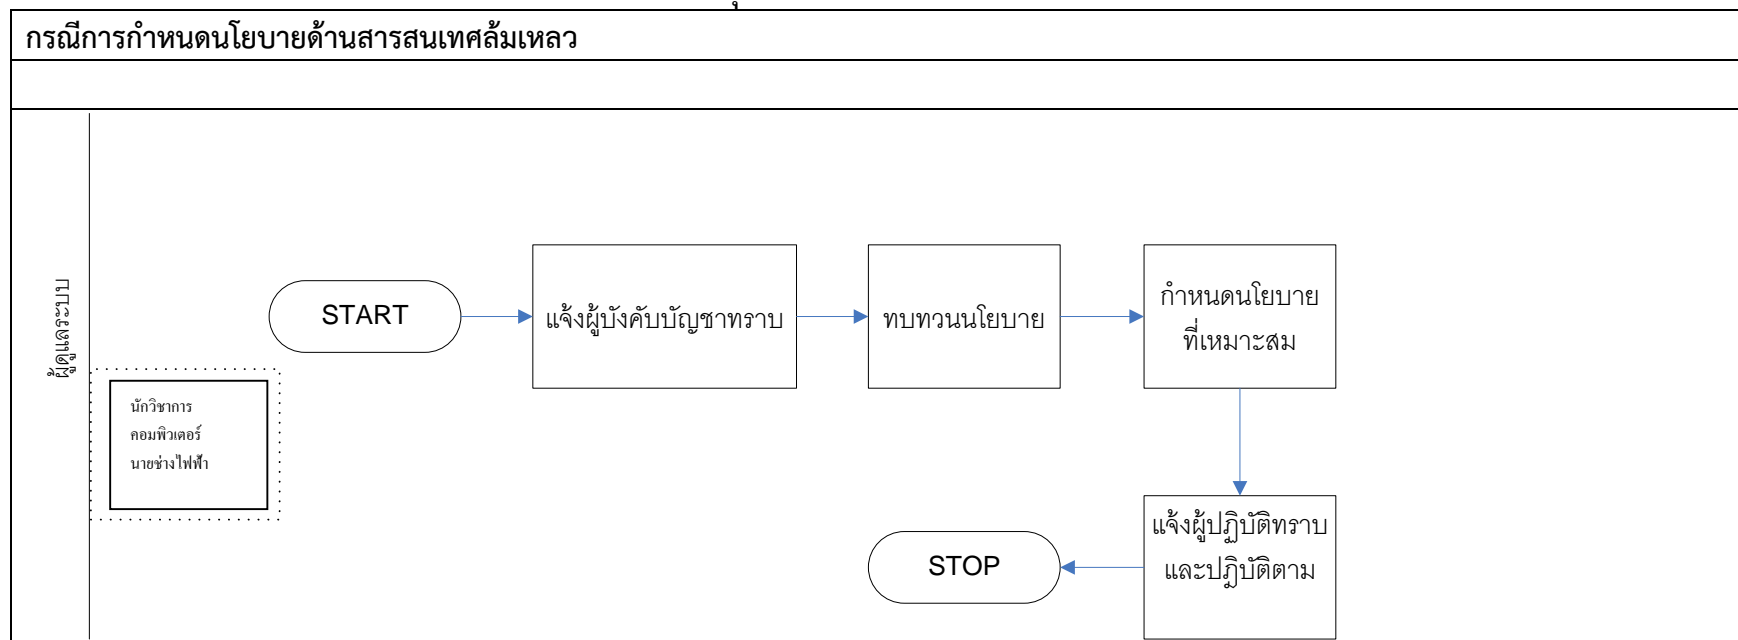 กรณีการกำหนดนโยบายด้านสารสนเทศล้มเหลว
ผู้ดูแลระบบ
START
แจ้งผู้บังคับบัญชาทราบ
ทบทวนนโยบาย
กำหนดนโยบาย
ที่เหมาะสม
นักวิชาการ
คอมพิวเตอร์
นายช่างไฟฟ้า
แจ้งผู้ปฏิบัติทราบ
และปฎิบัติตาม
STOP